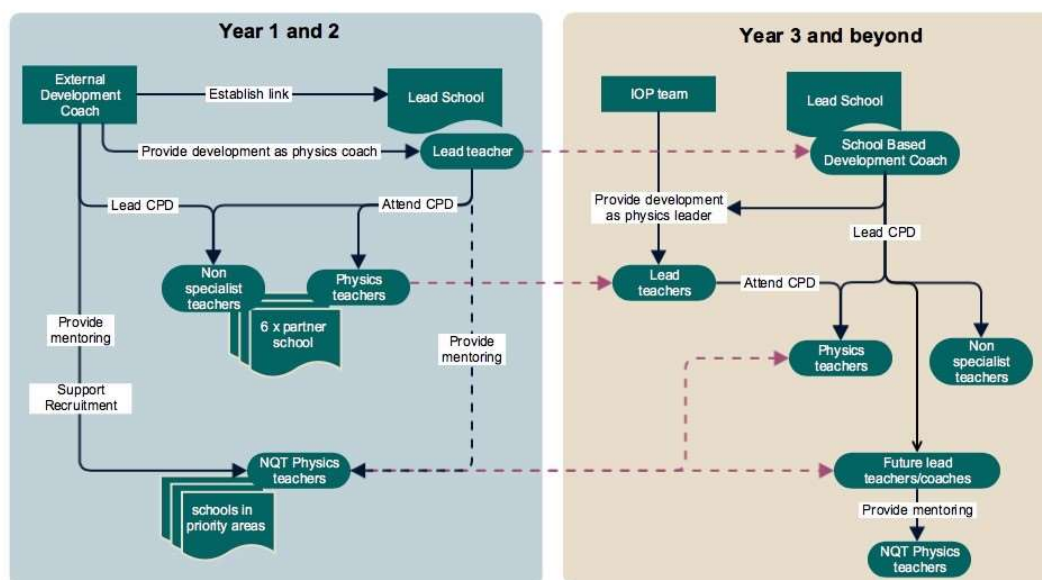 Year 1 and 2
External
Development
Coach
Establish link
Lead School
Provide development as physics coach
Lead teacher
Lead CPD
Attend CPD
Non
specialist
teachers
Physics
teachers
6 x partner
school
Provide
mentoring
Provide
mentoring
Support
Recruitment
NQT Physics
teachers
schools in
priority areas
Year 3 and beyond
IOP team
Lead School
School Based
Development Coach
Provide development
as physics leader
Lead CPD
Lead
teachers
Attend CPD
Physics
teachers
Non
specialist
teachers
Future lead
teachers/coaches
Provide mentoring
NQT Physics
teachers